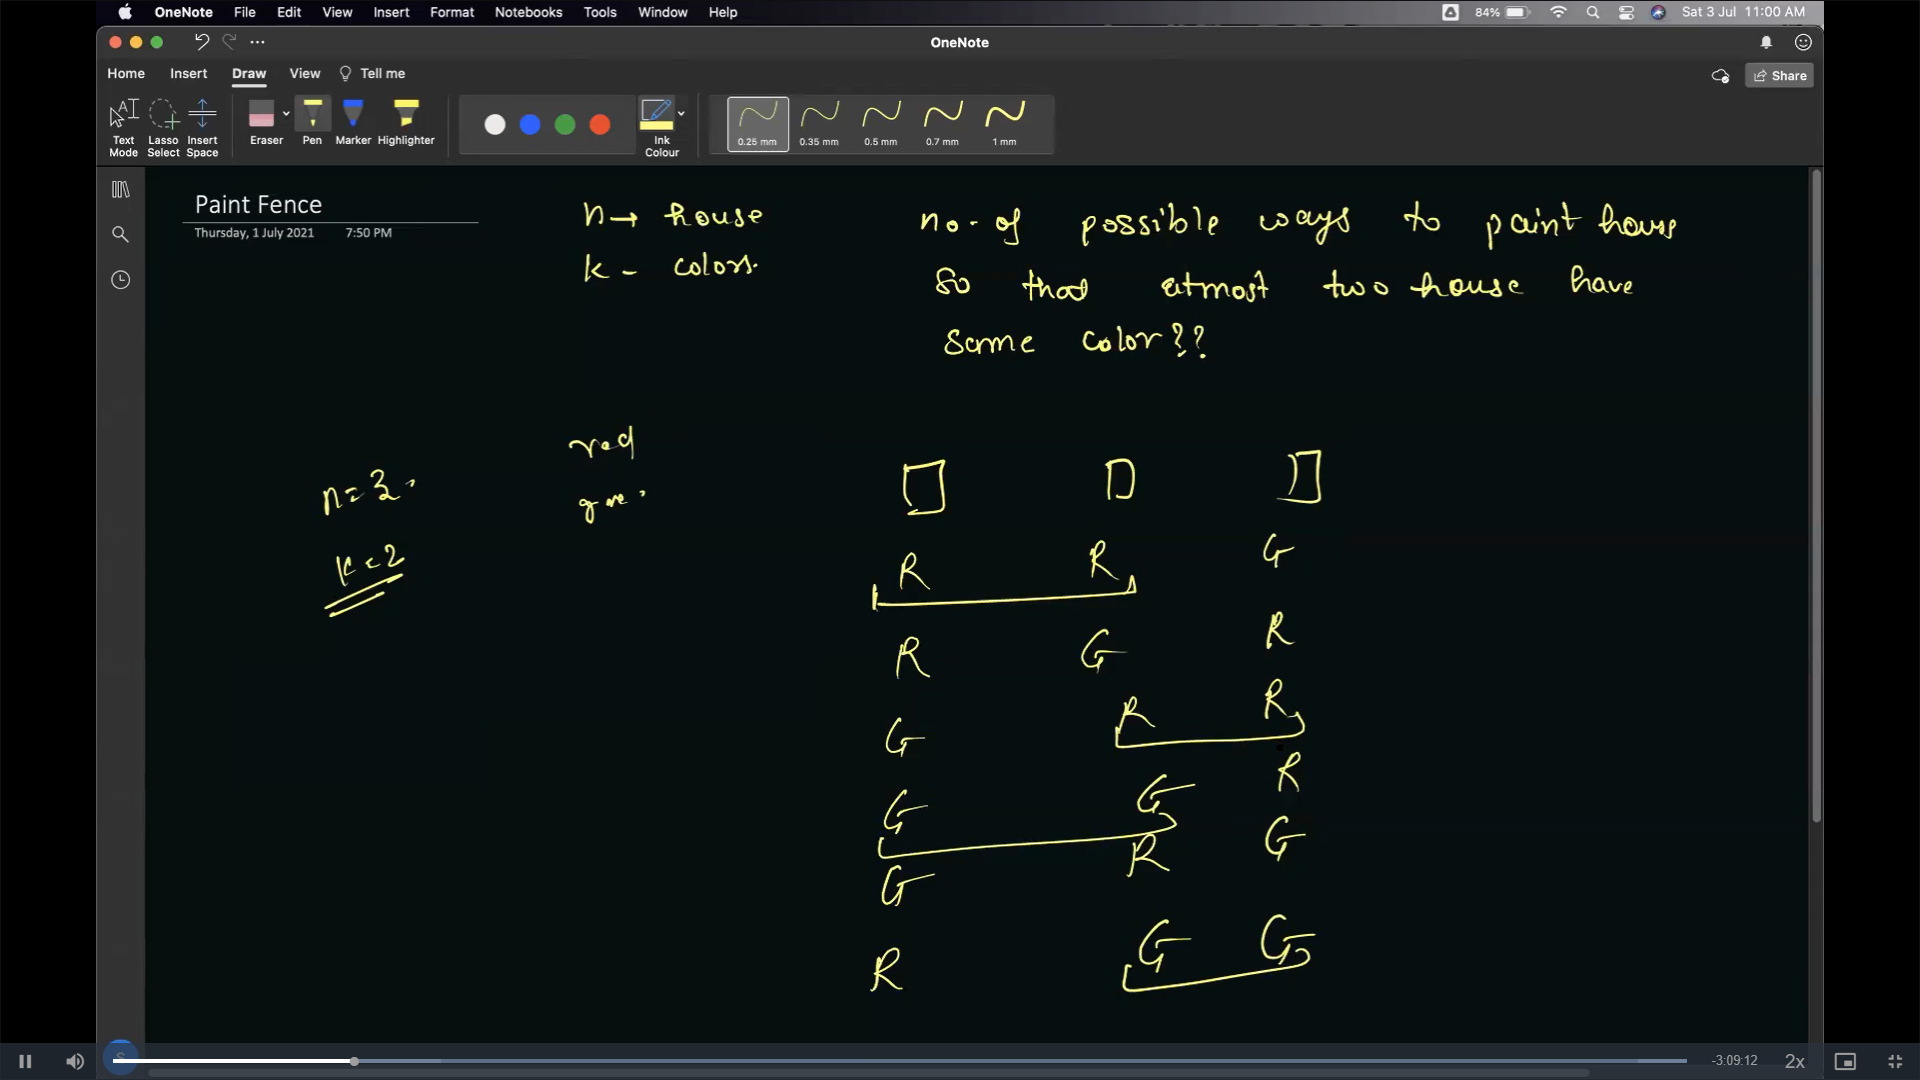 OneNote File Edit View Insert Format Notebooks Tools Window Help 84% Sat 3 Jul 11:00 AM
OneNote
Home Insert Draw View Tell me Share
Text Mode Lasso Select Insert Space Eraser Pen Marker Highlighter Ink Colour 0.25 mm 0.35 mm 0.5 mm 0.7 mm 1 mm
Paint Fence
Thursday, 1 July 2021 7:50 PM
n → house
k - colors.
no. of possible ways to paint house
So that atmost two house have
Same color??
n = 3
k = 2
red
R R G
R G R
G R R
G G R
G R G
R G G
-3:09:12 2x